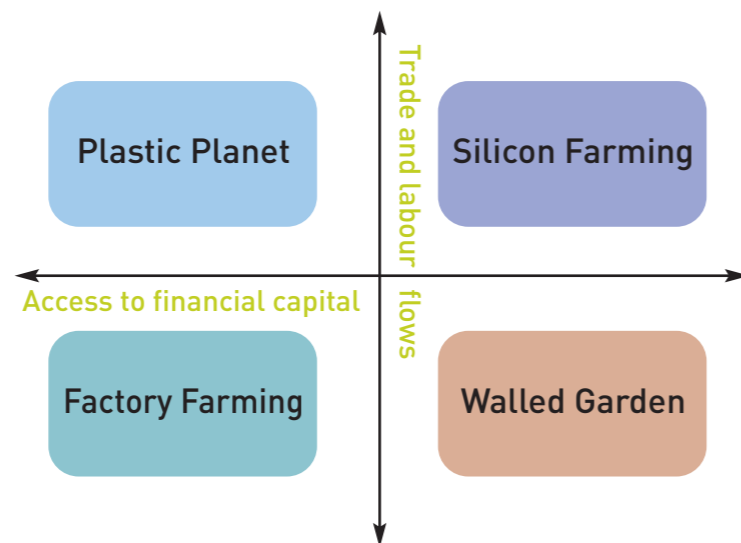 Plastic Planet
Trade and labour flows
Silicon Farming
Access to financial capital
Factory Farming
Walled Garden